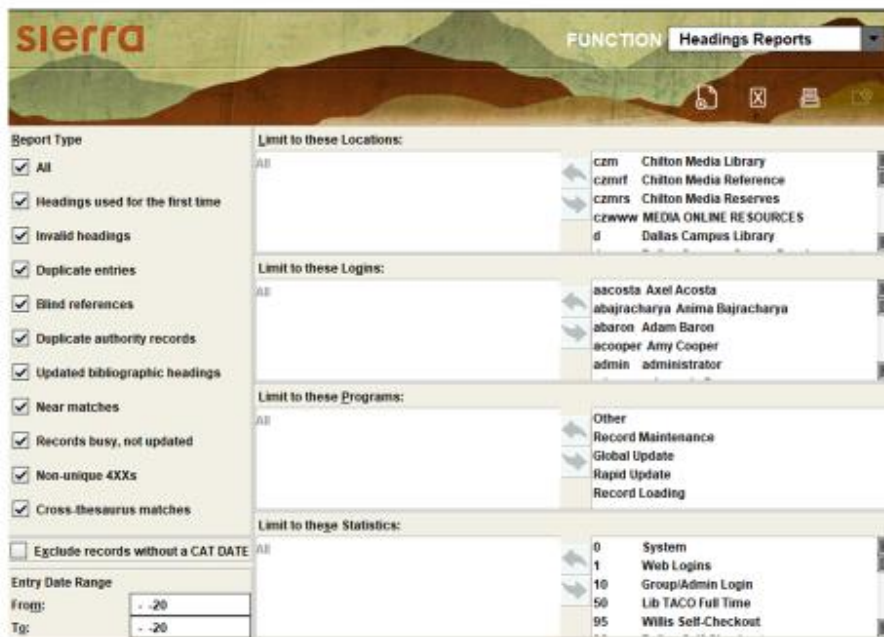 sierra
FUNCTION Headings Reports
Report Type
All
Headings used for the first time
Invalid headings
Duplicate entries
Blind references
Duplicate authority records
Updated bibliographic headings
Near matches
Records busy, not updated
Non-unique 4XXs
Cross-thesaurus matches
Exclude records without a CAT DATE
Entry Date Range
From: - -20
To: - -20
Limit to these Locations:
All
czm Chilton Media Library
czmrf Chilton Media Reference
czmrs Chilton Media Reserves
czwww MEDIA ONLINE RESOURCES
d Dallas Campus Library
Limit to these Logins:
All
aacosta Axel Acosta
abajracharya Anima Bajracharya
abaron Adam Baron
acooper Amy Cooper
admin administrator
Limit to these Programs:
All
Other
Record Maintenance
Global Update
Rapid Update
Record Loading
Limit to these Statistics:
All
0 System
1 Web Logins
10 Group/Admin Login
50 Lib TACO Full Time
95 Willis Self-Checkout